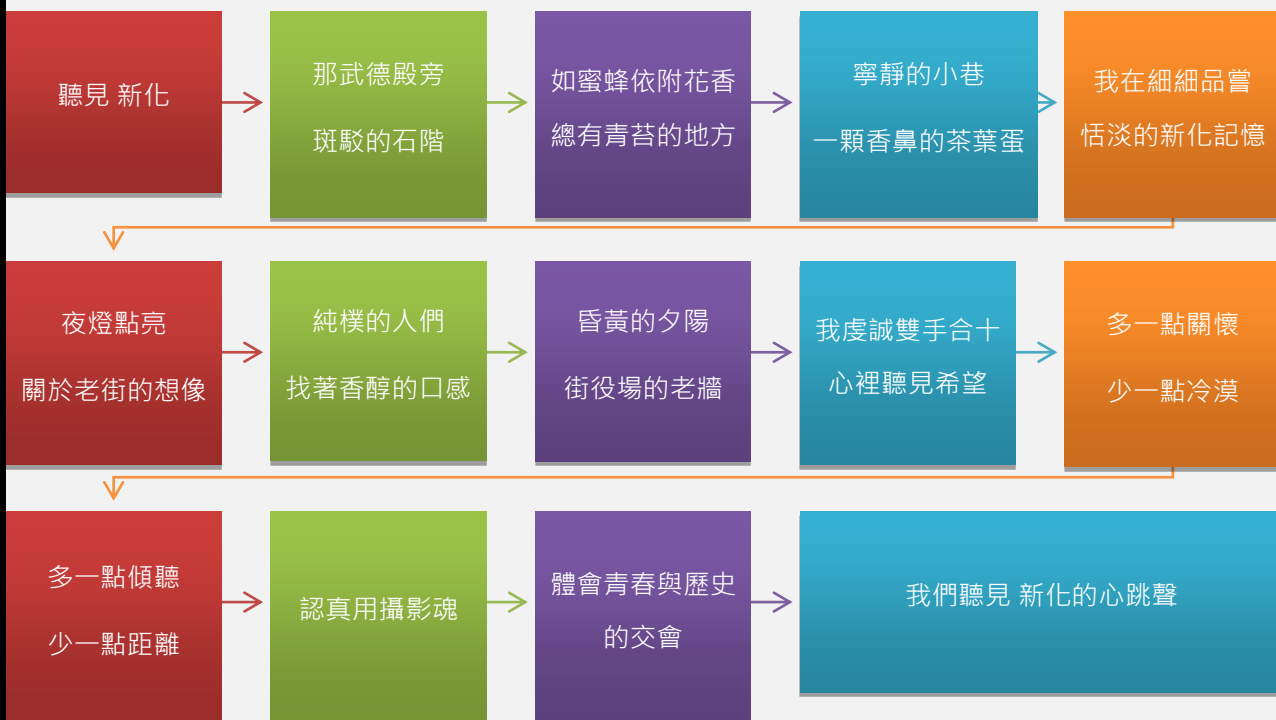 聽見 新化
那武德殿旁
斑駁的石階
如蜜蜂依附花香
總有青苔的地方
寧靜的小巷
一顆香鼻的茶葉蛋
我在細細品嘗
恬淡的新化記憶
夜燈點亮
關於老街的想像
純樸的人們
找著香醇的口感
昏黃的夕陽
街役場的老牆
我虔誠雙手合十
心裡聽見希望
多一點關懷
少一點冷漠
多一點傾聽
少一點距離
認真用攝影魂
體會青春與歷史
的交會
我們聽見 新化的心跳聲